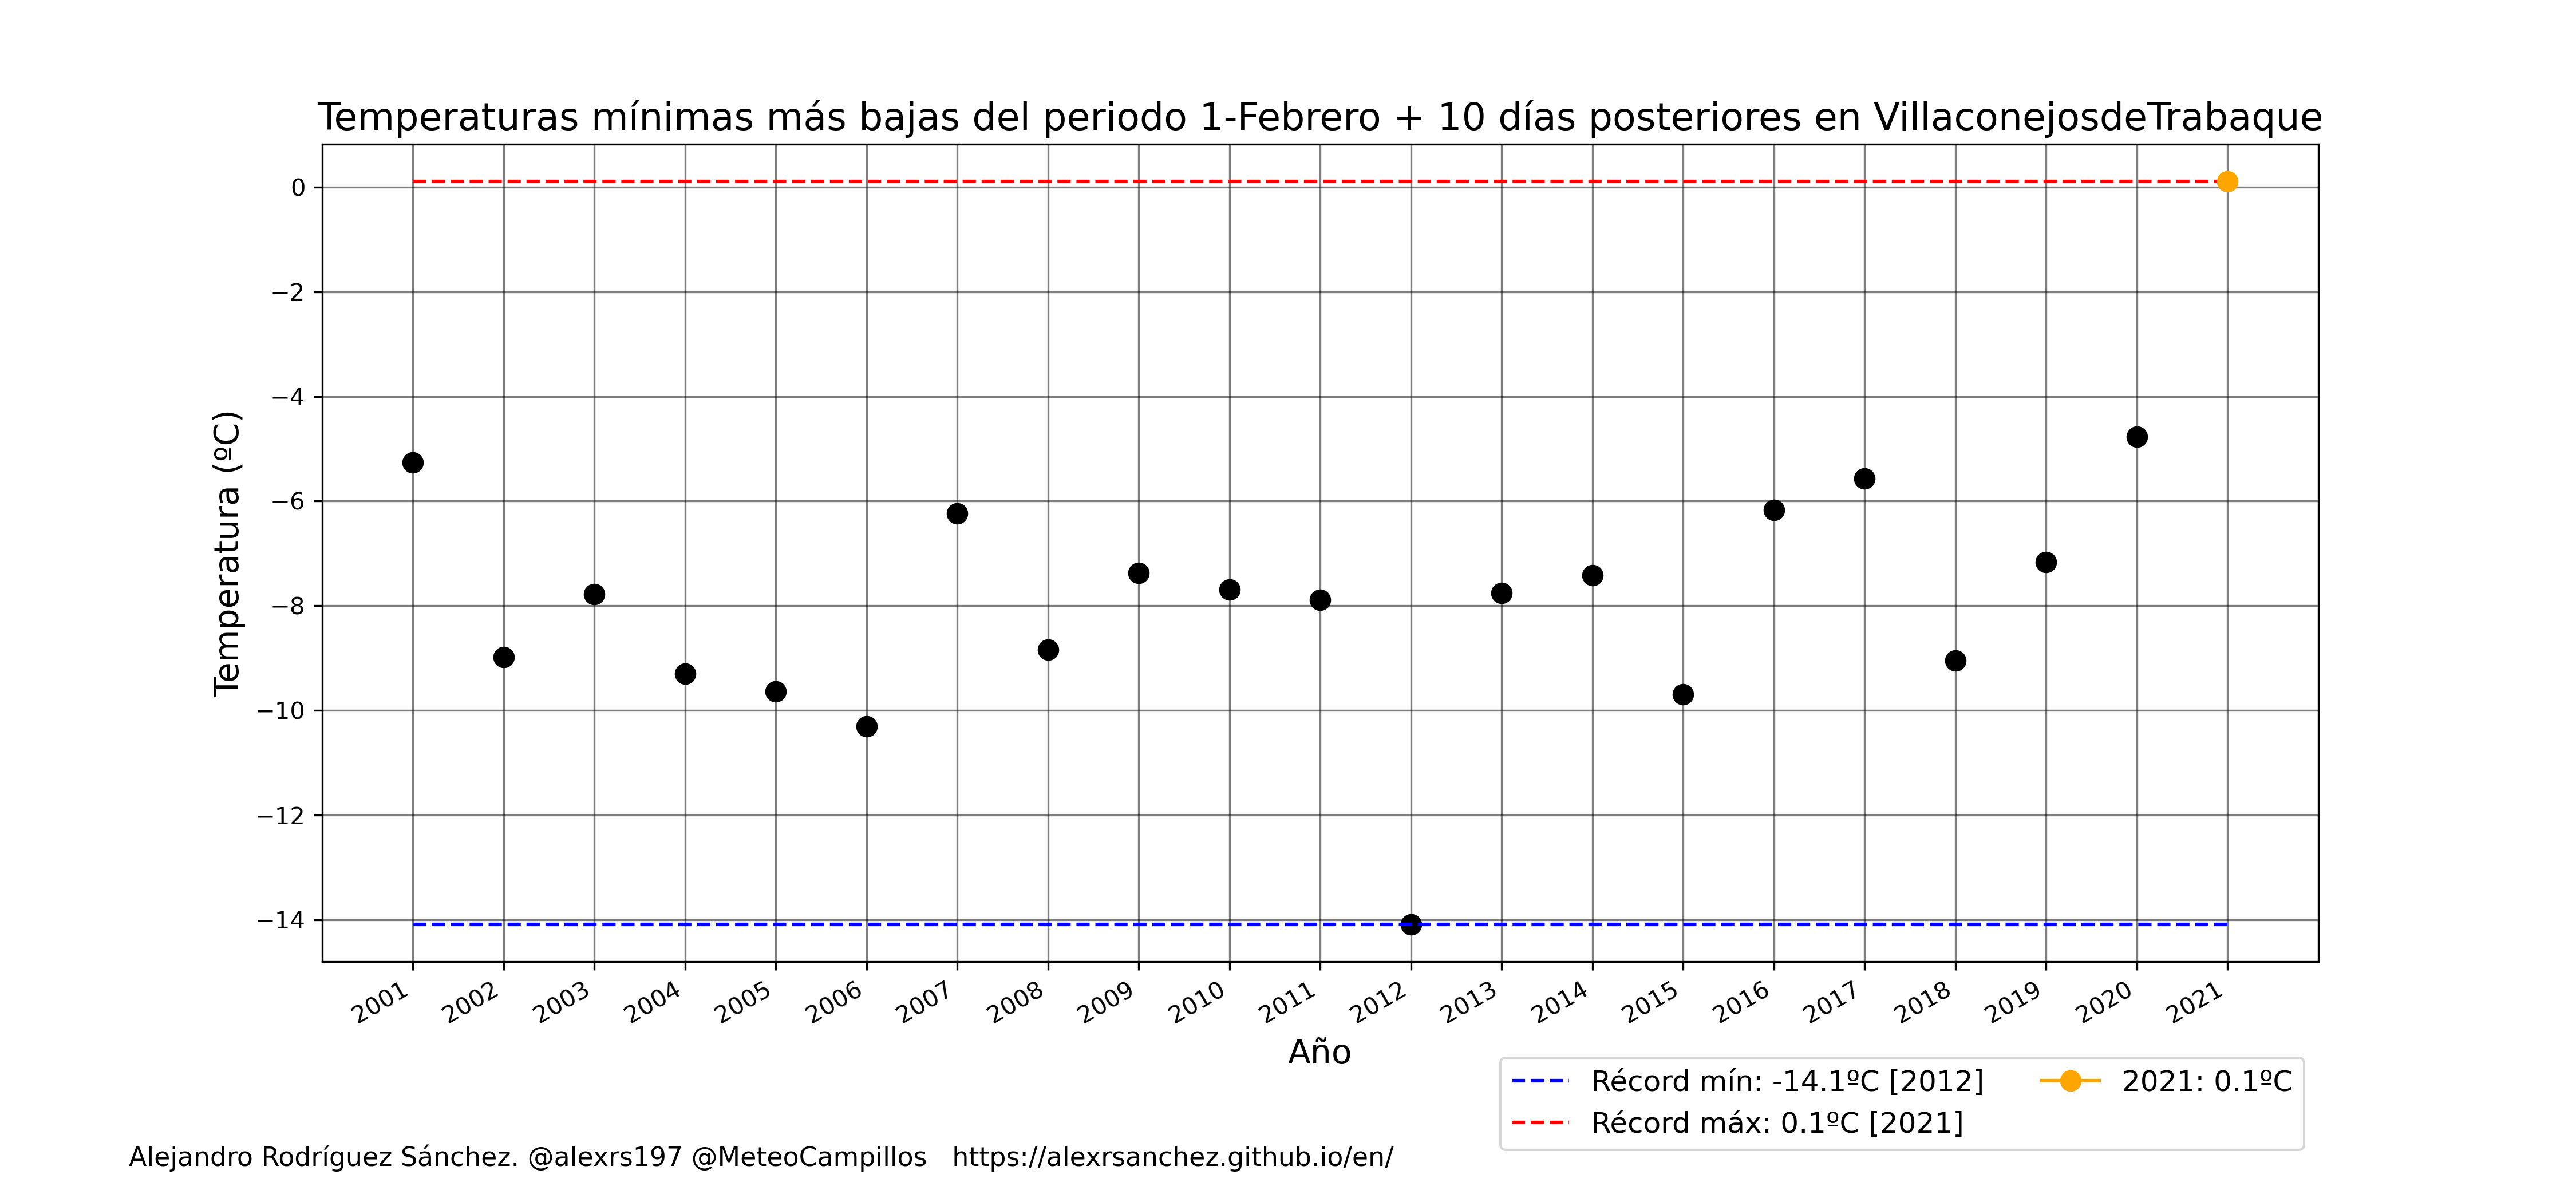 Temperaturas mínimas más bajas del periodo 1-Febrero + 10 días posteriores en VillaconejosdeTrabaque
Temperatura (ºC)
0
−2
−4
−6
−8
−10
−12
−14
2001 2002 2003 2004 2005 2006 2007 2008 2009 2010 2011 2012 2013 2014 2015 2016 2017 2018 2019 2020 2021
Año
Récord mín: -14.1ºC [2012]
Récord máx: 0.1ºC [2021]
2021: 0.1ºC
Alejandro Rodríguez Sánchez. @alexrs197 @MeteoCampillos https://alexrsanchez.github.io/en/